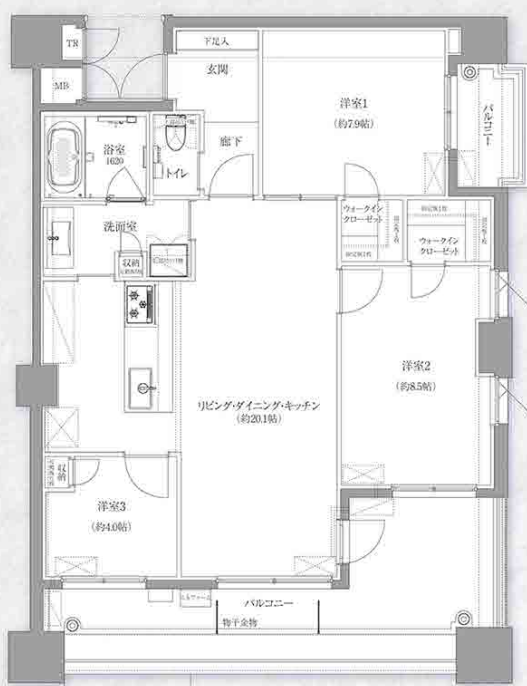 TR
下足入
MB
玄関
洋室1
(約7.9帖)
バルコニー
浴室
1620
トイレ
廊下
洗面室
収納
ウォークイン
クローゼット
ウォークイン
クローゼット
洋室2
(約8.5帖)
リビング・ダイニング・キッチン
(約20.1帖)
収納
洋室3
(約4.0帖)
バルコニー
物干金物